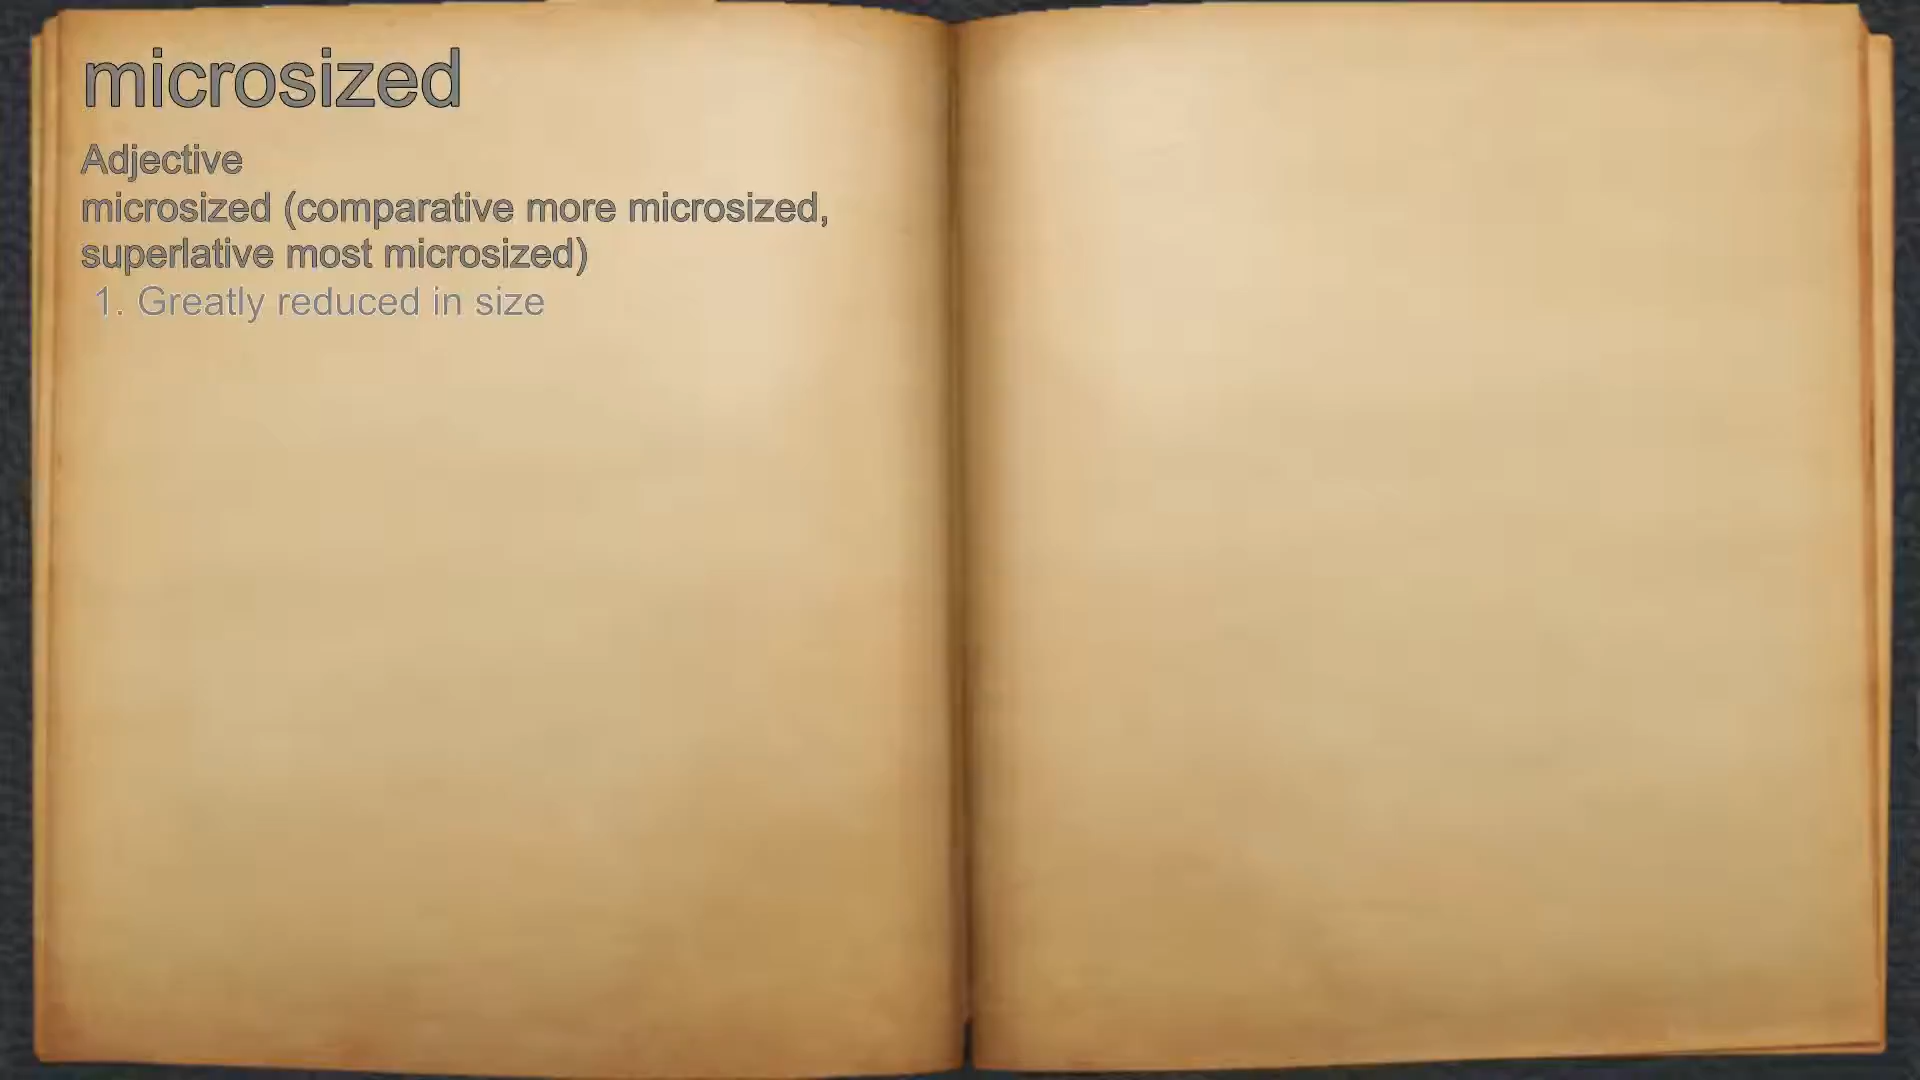 microsized
Adjective
microsized (comparative more microsized,
superlative most microsized)
1. Greatly reduced in size